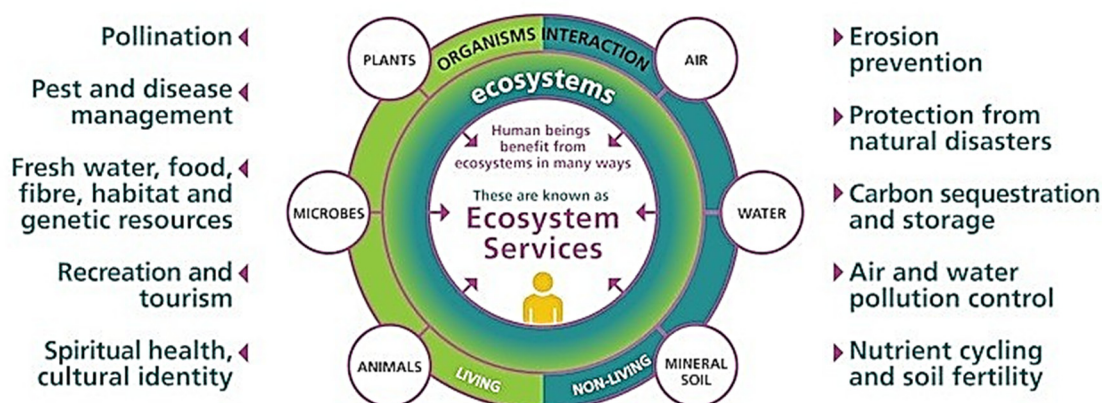 Pollination
Pest and disease
management
Fresh water, food,
fibre, habitat and
genetic resources
Recreation and
tourism
Spiritual health,
cultural identity
ORGANISMS INTERACTION
PLANTS
AIR
MICROBES
WATER
ANIMALS
MINERAL
SOIL
LIVING
NON-LIVING
ecosystems
Human beings
benefit from
ecosystems in many ways
These are known as
Ecosystem
Services
Erosion
prevention
Protection from
natural disasters
Carbon sequestration
and storage
Air and water
pollution control
Nutrient cycling
and soil fertility